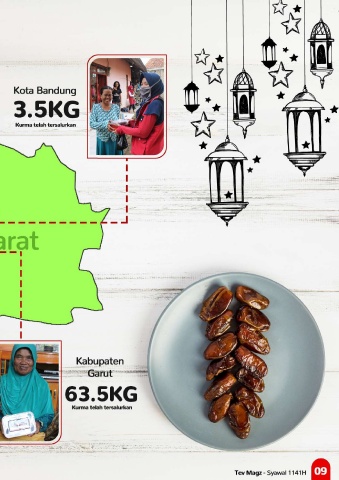 Kota Bandung
3.5KG
Kurma telah tersalurkan
arat
Kabupaten
Garut
63.5KG
Kurma telah tersalurkan
Tev Magz - Syawal 1141H
09